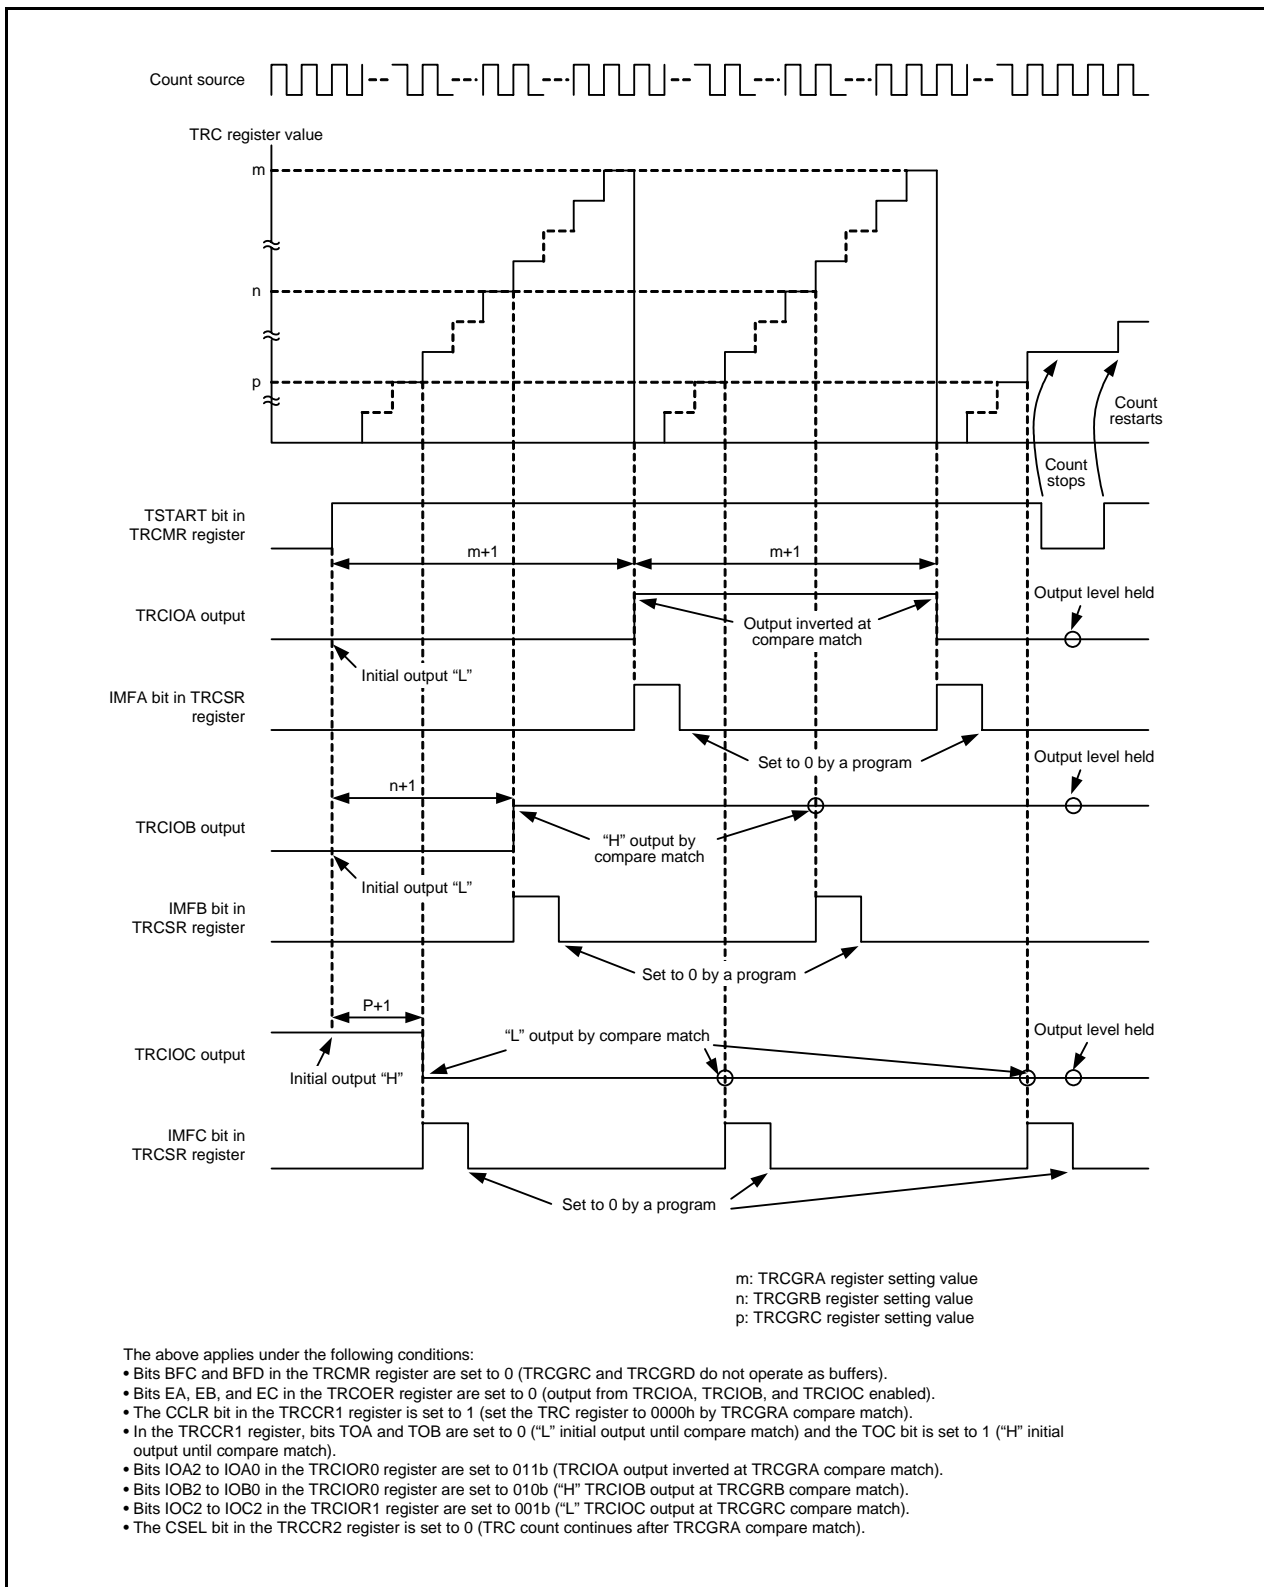 Count source
TRC register value
m
n
p
Count
restarts
Count
stops
TSTART bit in
TRCMR register
m+1
m+1
Output level held
TRCIOA output
Output inverted at
compare match
Initial output “L”
IMFA bit in TRCSR
register
Set to 0 by a program
Output level held
n+1
TRCIOB output
“H” output by
compare match
Initial output “L”
IMFB bit in
TRCSR register
Set to 0 by a program
P+1
“L” output by compare match
Output level held
TRCIOC output
Initial output “H”
IMFC bit in
TRCSR register
Set to 0 by a program
m: TRCGRA register setting value
n: TRCGRB register setting value
p: TRCGRC register setting value
The above applies under the following conditions:
• Bits BFC and BFD in the TRCMR register are set to 0 (TRCGRC and TRCGRD do not operate as buffers).
• Bits EA, EB, and EC in the TRCOER register are set to 0 (output from TRCIOA, TRCIOB, and TRCIOC enabled).
• The CCLR bit in the TRCCR1 register is set to 1 (set the TRC register to 0000h by TRCGRA compare match).
• In the TRCCR1 register, bits TOA and TOB are set to 0 (“L” initial output until compare match) and the TOC bit is set to 1 (“H” initial
output until compare match).
• Bits IOA2 to IOA0 in the TRCIOR0 register are set to 011b (TRCIOA output inverted at TRCGRA compare match).
• Bits IOB2 to IOB0 in the TRCIOR0 register are set to 010b (“H” TRCIOB output at TRCGRB compare match).
• Bits IOC2 to IOC2 in the TRCIOR1 register are set to 001b (“L” TRCIOC output at TRCGRC compare match).
• The CSEL bit in the TRCCR2 register is set to 0 (TRC count continues after TRCGRA compare match).